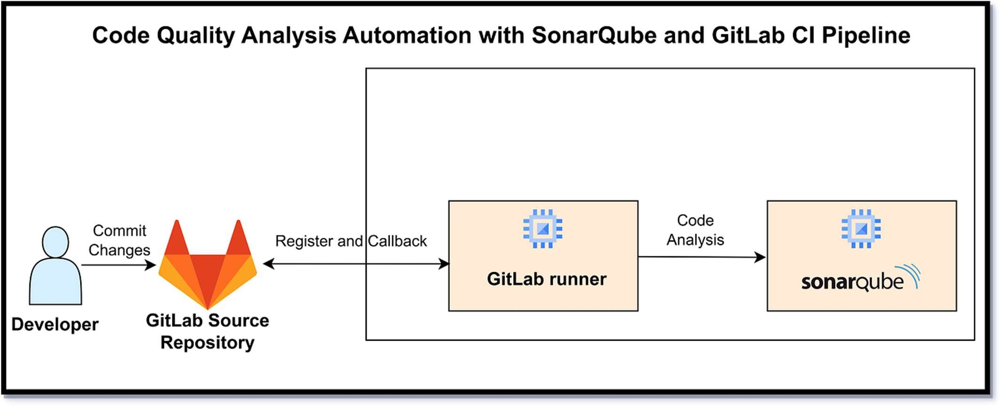 Code Quality Analysis Automation with SonarQube and GitLab CI Pipeline
Commit
Changes
Developer
GitLab Source
Repository
Register and Callback
GitLab runner
Code
Analysis
sonarqube